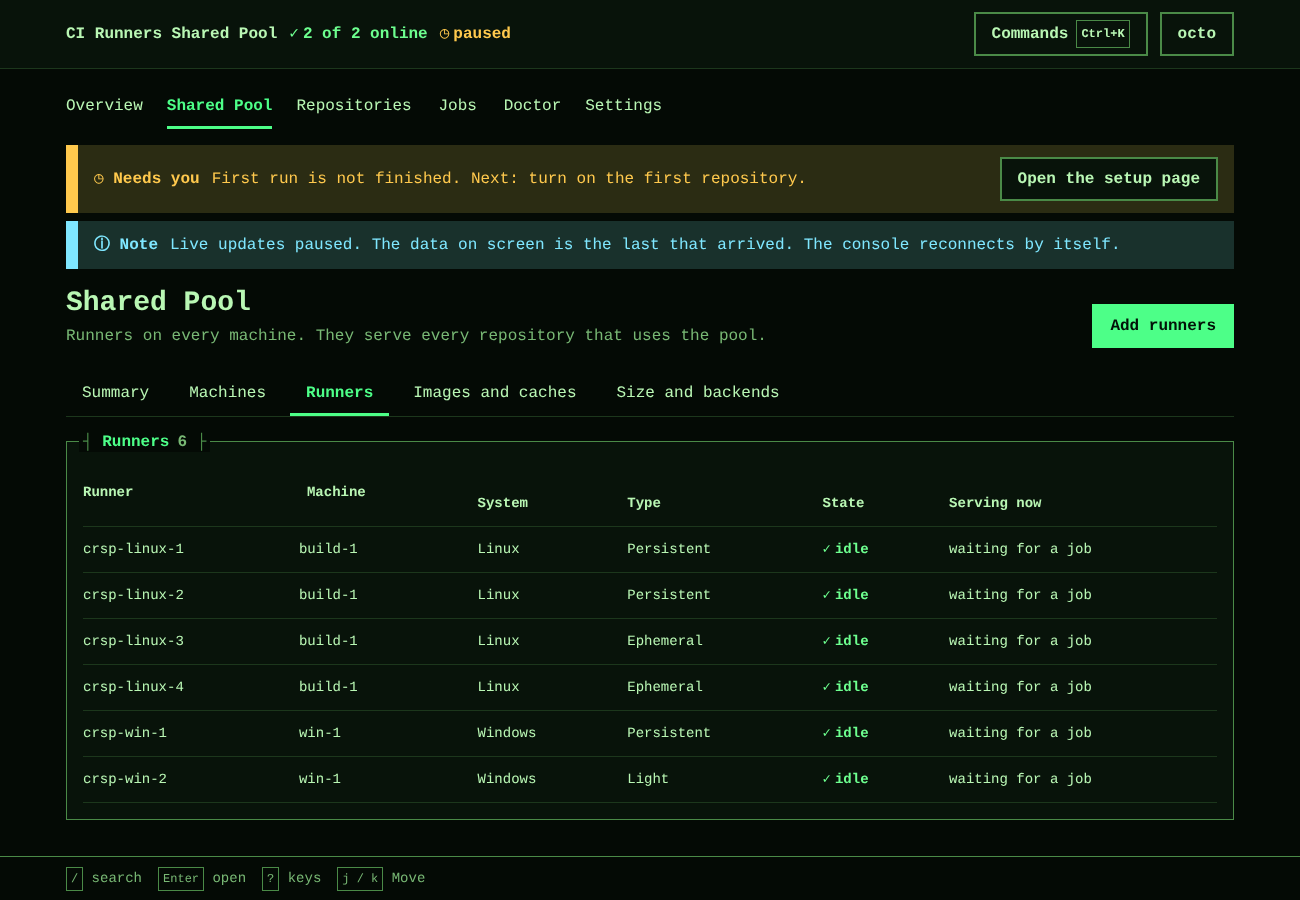 CI Runners Shared Pool ✓ 2 of 2 online ◷ paused Commands Ctrl+K octo
Overview Shared Pool Repositories Jobs Doctor Settings
◷ Needs you First run is not finished. Next: turn on the first repository. Open the setup page
ⓘ Note Live updates paused. The data on screen is the last that arrived. The console reconnects by itself.
Shared Pool
Runners on every machine. They serve every repository that uses the pool. Add runners
Summary Machines Runners Images and caches Size and backends
Runners 6
Runner Machine System Type State Serving now
crsp-linux-1 build-1 Linux Persistent ✓ idle waiting for a job
crsp-linux-2 build-1 Linux Persistent ✓ idle waiting for a job
crsp-linux-3 build-1 Linux Ephemeral ✓ idle waiting for a job
crsp-linux-4 build-1 Linux Ephemeral ✓ idle waiting for a job
crsp-win-1 win-1 Windows Persistent ✓ idle waiting for a job
crsp-win-2 win-1 Windows Light ✓ idle waiting for a job
/ search Enter open ? keys j / k Move